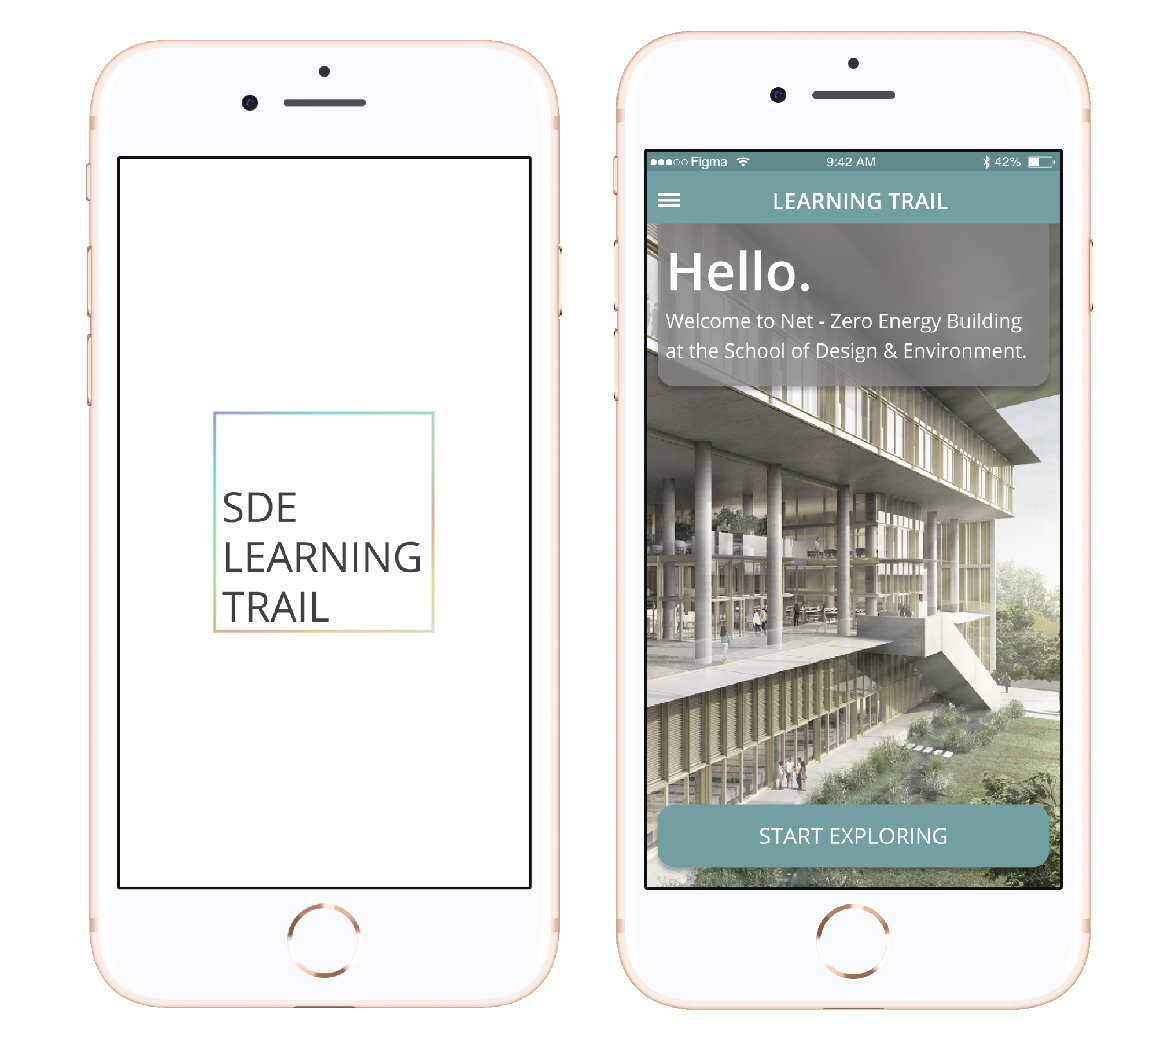 SDE
LEARNING
TRAIL
Figma 9:42 AM 42%
LEARNING TRAIL
Hello.
Welcome to Net - Zero Energy Building
at the School of Design & Environment.
START EXPLORING